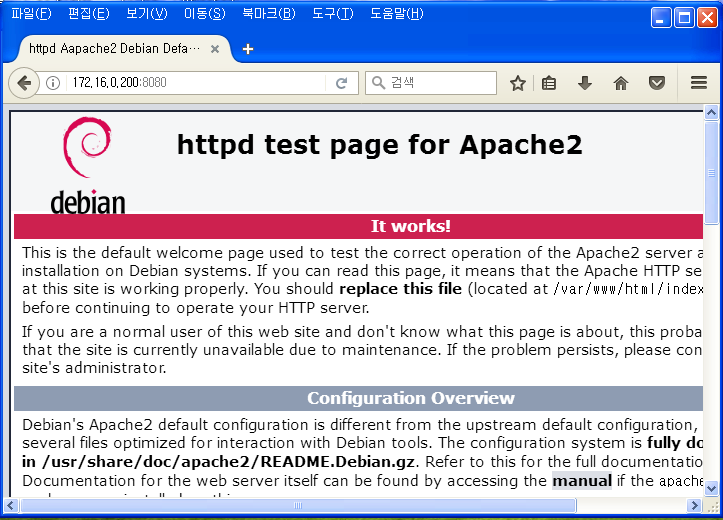 파일(F) 편집(E) 보기(V) 이동(S) 북마크(B) 도구(T) 도움말(H)
httpd Aapache2 Debian Defa…
172.16.0.200:8080
검색
debian
httpd test page for Apache2
It works!
This is the default welcome page used to test the correct operation of the Apache2 server a
installation on Debian systems. If you can read this page, it means that the Apache HTTP se
at this site is working properly. You should replace this file (located at /var/www/html/index
before continuing to operate your HTTP server.
If you are a normal user of this web site and don't know what this page is about, this proba
that the site is currently unavailable due to maintenance. If the problem persists, please con
site's administrator.
Configuration Overview
Debian's Apache2 default configuration is different from the upstream default configuration,
several files optimized for interaction with Debian tools. The configuration system is fully do
in /usr/share/doc/apache2/README.Debian.gz. Refer to this for the full documentatio
Documentation for the web server itself can be found by accessing the manual if the apache